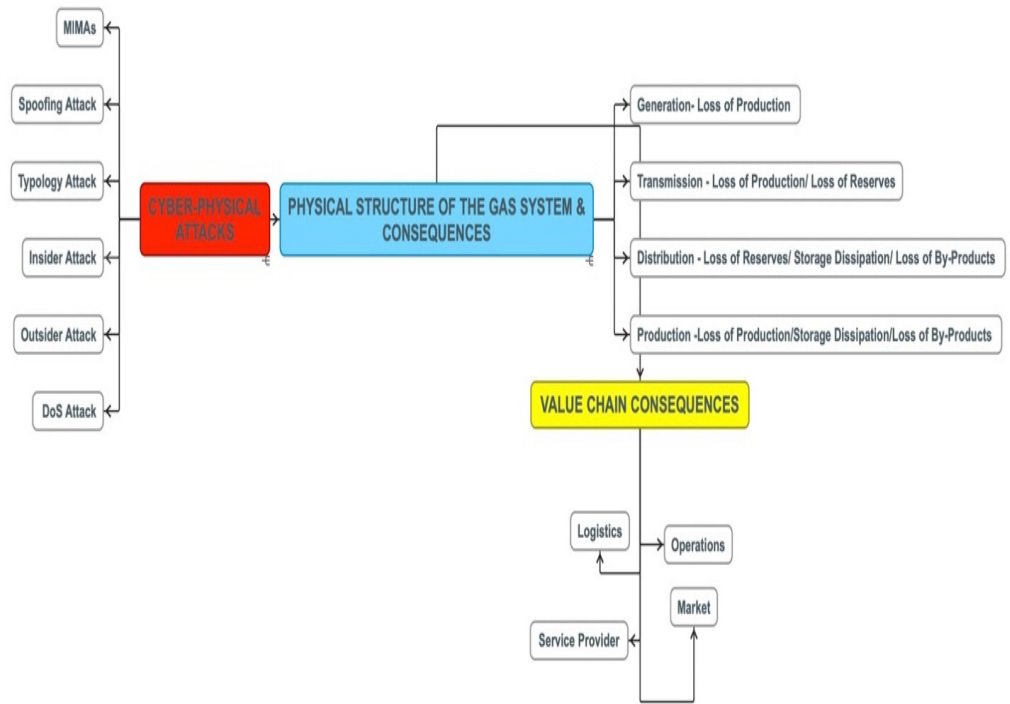 MIMAs
Spoofing Attack
Typology Attack
Insider Attack
Outsider Attack
DoS Attack
CYBER-PHYSICAL
ATTACKS
PHYSICAL STRUCTURE OF THE GAS SYSTEM &
CONSEQUENCES
Generation- Loss of Production
Transmission - Loss of Production/ Loss of Reserves
Distribution - Loss of Reserves/ Storage Dissipation/ Loss of By-Products
Production -Loss of Production/Storage Dissipation/Loss of By-Products
VALUE CHAIN CONSEQUENCES
Logistics
Operations
Market
Service Provider